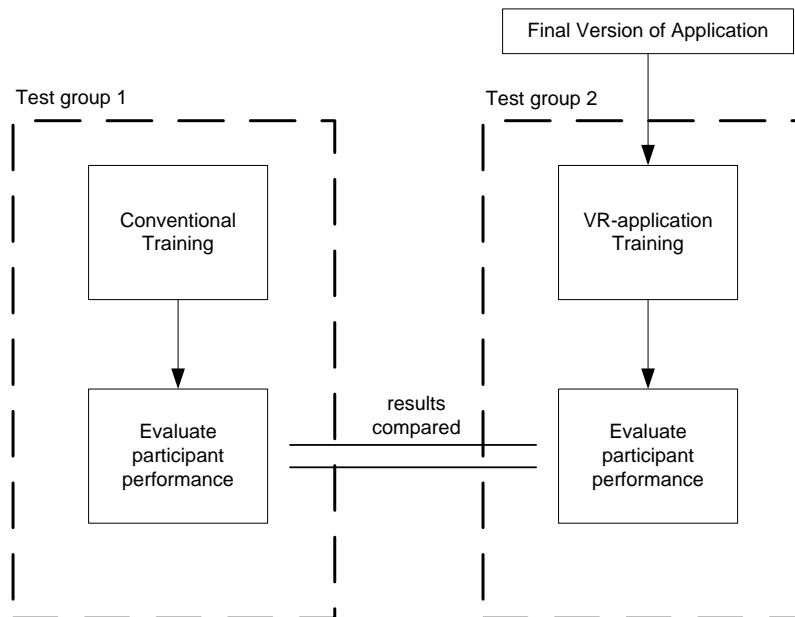 Final Version of Application
Test group 1
Test group 2
Conventional
Training
VR-application
Training
results
compared
Evaluate
participant
performance
Evaluate
participant
performance